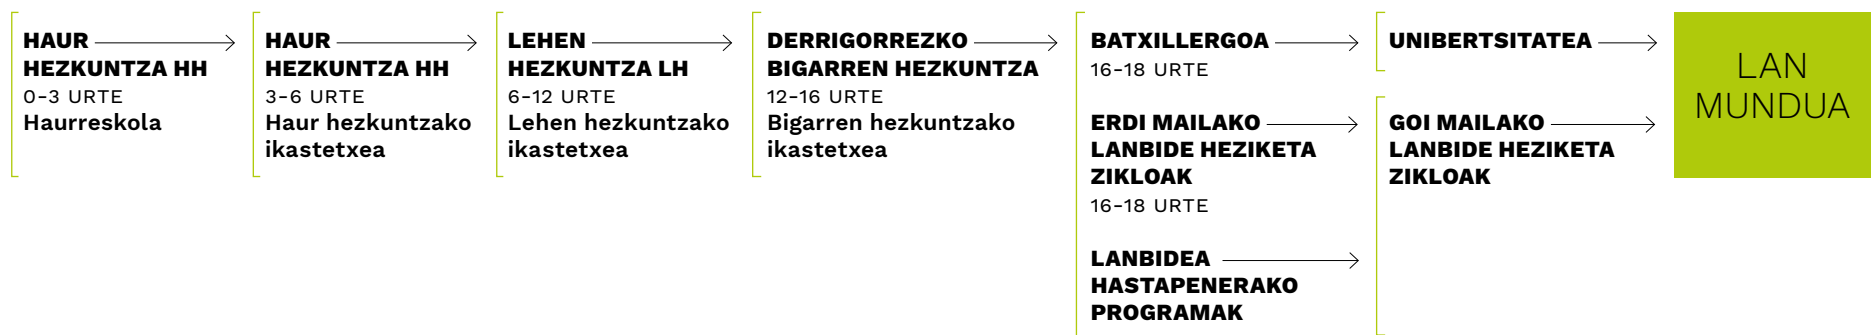 HAUR
HEZKUNTZA HH
0-3 URTE
Haurreskola
HAUR
HEZKUNTZA HH
3-6 URTE
Haur hezkuntzako
ikastetxea
LEHEN
HEZKUNTZA LH
6-12 URTE
Lehen hezkuntzako
ikastetxea
DERRIGORREZKO
BIGARREN HEZKUNTZA
12-16 URTE
Bigarren hezkuntzako
ikastetxea
BATXILLERGOA
16-18 URTE
ERDI MAILAKO
LANBIDE HEZIKETA
ZIKLOAK
16-18 URTE
LANBIDEA
HASTAPENERAKO
PROGRAMAK
UNIBERTSITATEA
GOI MAILAKO
LANBIDE HEZIKETA
ZIKLOAK
LAN
MUNDUA